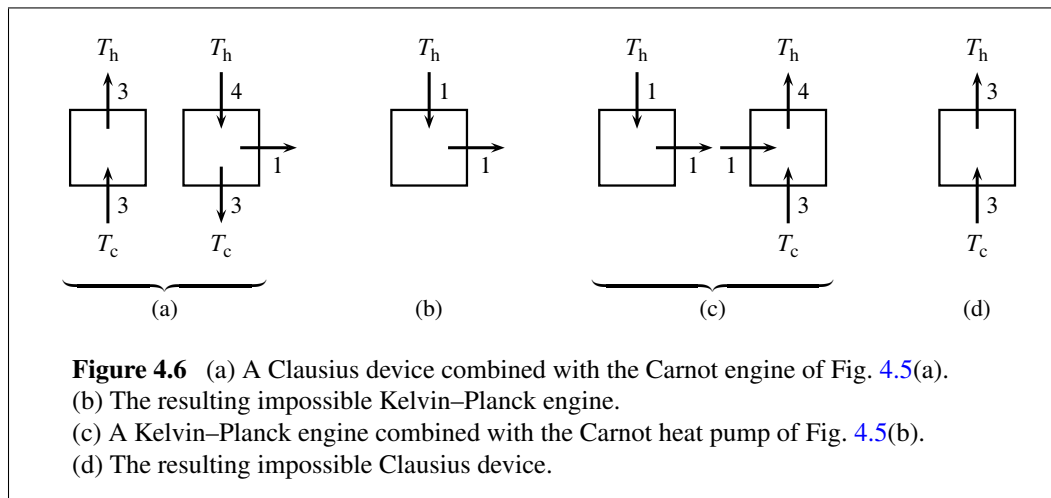 T_h T_h T_h T_h T_h T_h
3 4 1 1 4 3
1 1 1 1
3 3 3 3
T_c T_c T_c T_c
(a) (b) (c) (d)
Figure 4.6 (a) A Clausius device combined with the Carnot engine of Fig. 4.5(a).
(b) The resulting impossible Kelvin–Planck engine.
(c) A Kelvin–Planck engine combined with the Carnot heat pump of Fig. 4.5(b).
(d) The resulting impossible Clausius device.